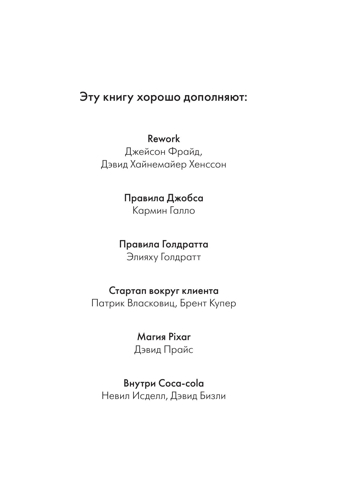 Эту книгу хорошо дополняют:
Rework
Джейсон Фрайд,
Дэвид Хайнемайер Хенссон
Правила Джобса
Кармин Галло
Правила Голдратта
Элияху Голдратт
Стартап вокруг клиента
Патрик Власковиц, Брент Купер
Магия Pixar
Дэвид Прайс
Внутри Coca-cola
Невил Исделл, Дэвид Бизли